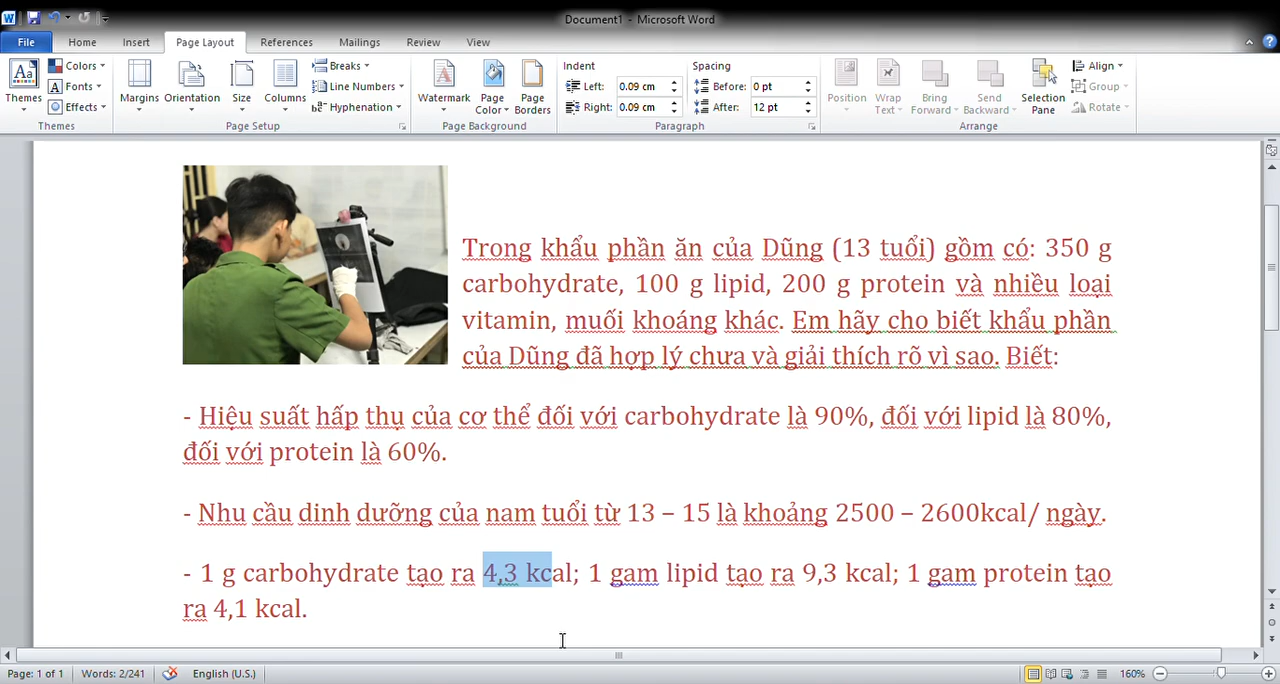 Document1 - Microsoft Word
File Home Insert Page Layout References Mailings Review View
Themes Colors Fonts Effects Margins Orientation Size Columns Breaks Line Numbers Hyphenation Watermark Page Color Page Borders Indent Left: 0.09 cm Right: 0.09 cm Spacing Before: 0 pt After: 12 pt Position Wrap Text Bring Forward Send Backward Selection Pane Align Group Rotate
Themes Page Setup Page Background Paragraph Arrange
Trong khẩu phần ăn của Dũng (13 tuổi) gồm có: 350 g
carbohydrate, 100 g lipid, 200 g protein và nhiều loại
vitamin, muối khoáng khác. Em hãy cho biết khẩu phần
của Dũng đã hợp lý chưa và giải thích rõ vì sao. Biết:
- Hiệu suất hấp thụ của cơ thể đối với carbohydrate là 90%, đối với lipid là 80%,
đối với protein là 60%.
- Nhu cầu dinh dưỡng của nam tuổi từ 13 – 15 là khoảng 2500 – 2600kcal/ ngày.
- 1 g carbohydrate tạo ra 4,3 kcal; 1 gam lipid tạo ra 9,3 kcal; 1 gam protein tạo
ra 4,1 kcal.
Page: 1 of 1 Words: 2/241 English (U.S.) 160%